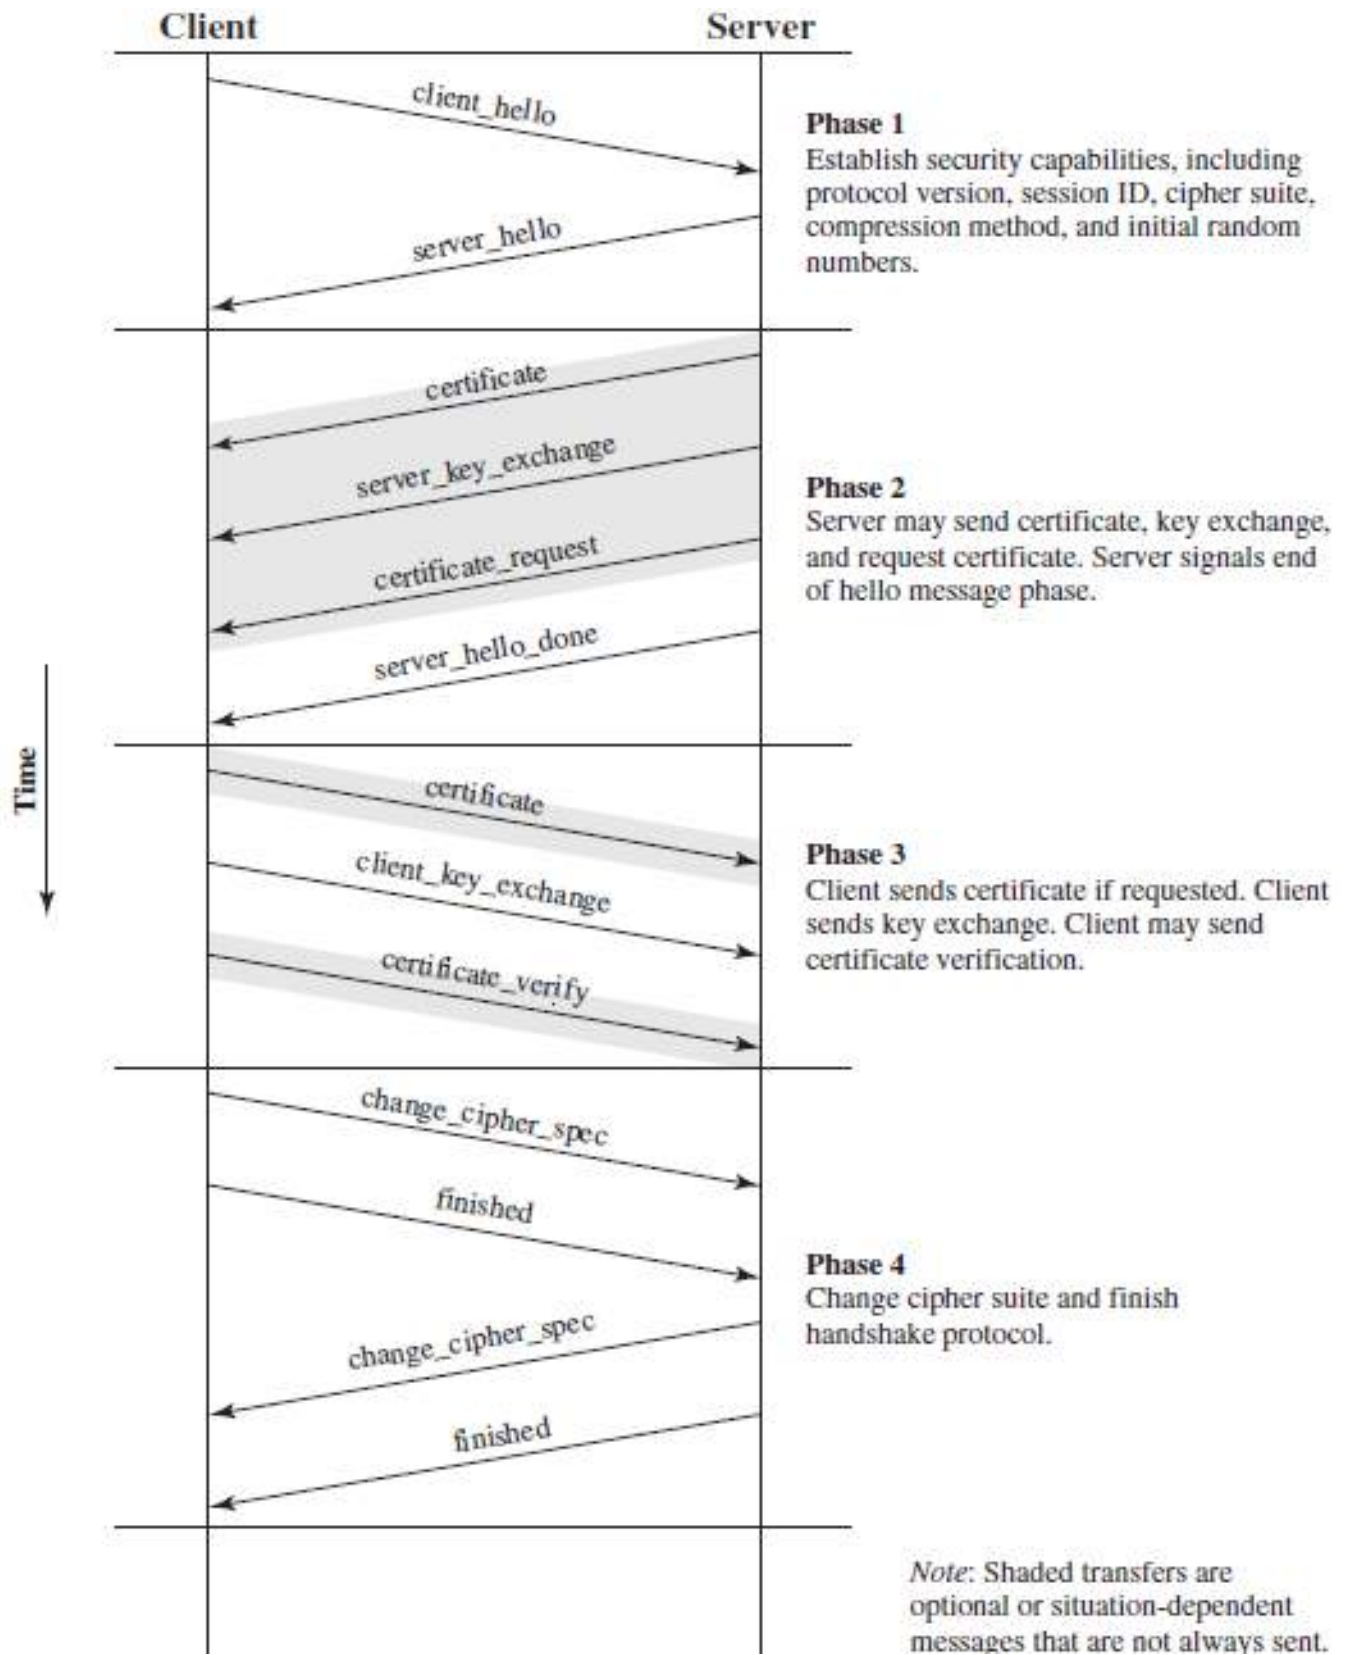 Client
Server
client_hello
Phase 1
Establish security capabilities, including
protocol version, session ID, cipher suite,
compression method, and initial random
numbers.
server_hello
certificate
server_key_exchange
Phase 2
Server may send certificate, key exchange,
and request certificate. Server signals end
of hello message phase.
certificate_request
server_hello_done
Time
certificate
Phase 3
Client sends certificate if requested. Client
sends key exchange. Client may send
certificate verification.
client_key_exchange
certificate_verify
change_cipher_spec
finished
Phase 4
Change cipher suite and finish
handshake protocol.
change_cipher_spec
finished
Note: Shaded transfers are
optional or situation-dependent
messages that are not always sent.